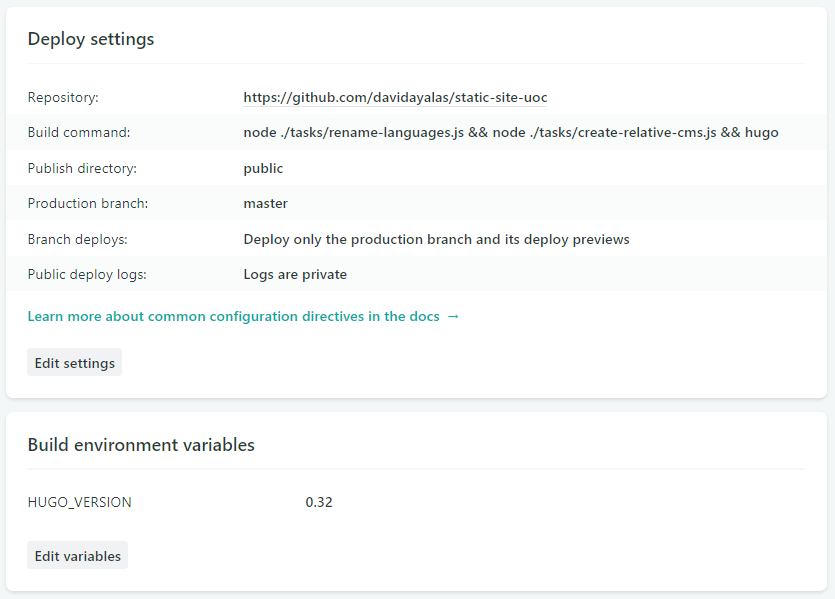 Deploy settings
Repository: https://github.com/davidayalas/static-site-uoc
Build command: node ./tasks/rename-languages.js && node ./tasks/create-relative-cms.js && hugo
Publish directory: public
Production branch: master
Branch deploys: Deploy only the production branch and its deploy previews
Public deploy logs: Logs are private
Learn more about common configuration directives in the docs →
Edit settings
Build environment variables
HUGO_VERSION 0.32
Edit variables